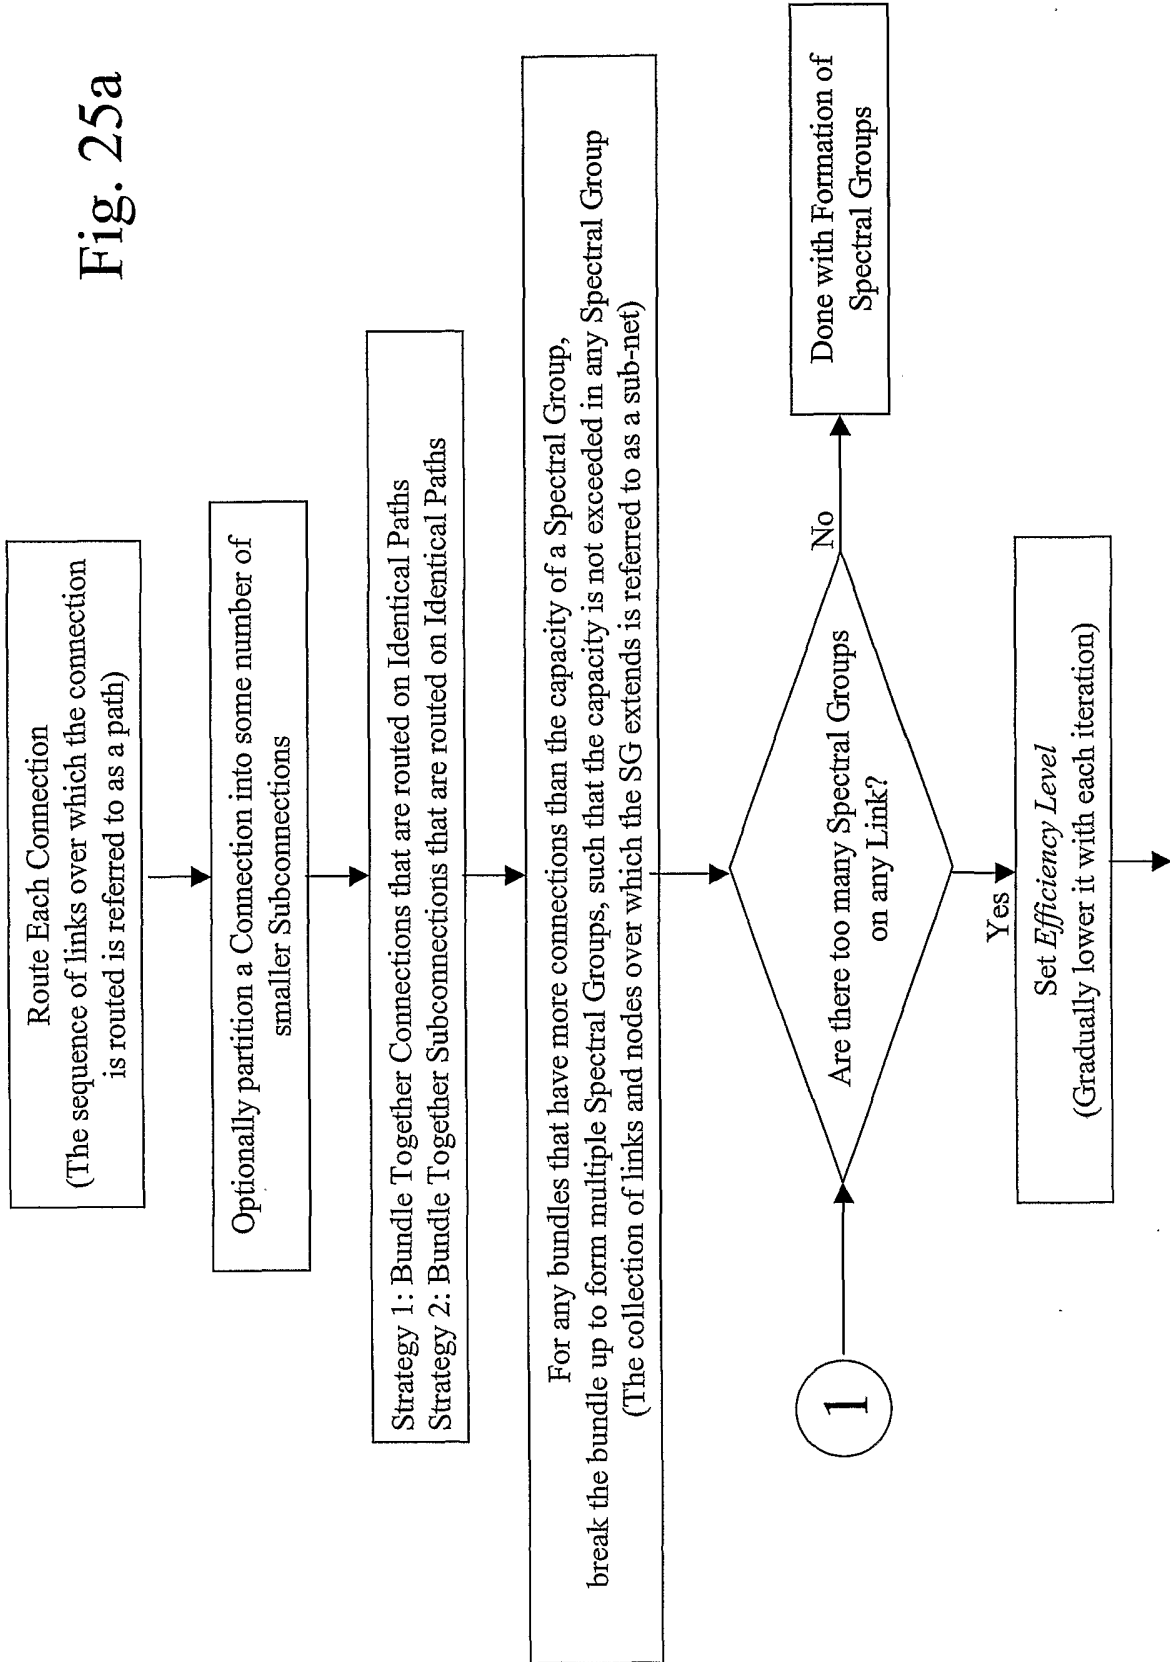 Fig. 25a
Route Each Connection
(The sequence of links over which the connection
is routed is referred to as a path)
Optionally partition a Connection into some number of
smaller Subconnections
Strategy 1: Bundle Together Connections that are routed on Identical Paths
Strategy 2: Bundle Together Subconnections that are routed on Identical Paths
For any bundles that have more connections than the capacity of a Spectral Group,
break the bundle up to form multiple Spectral Groups, such that the capacity is not exceeded in any Spectral Group
(The collection of links and nodes over which the SG extends is referred to as a sub-net)
1
Are there too many Spectral Groups
on any Link?
No
Done with Formation of
Spectral Groups
Yes
Set Efficiency Level
(Gradually lower it with each iteration)